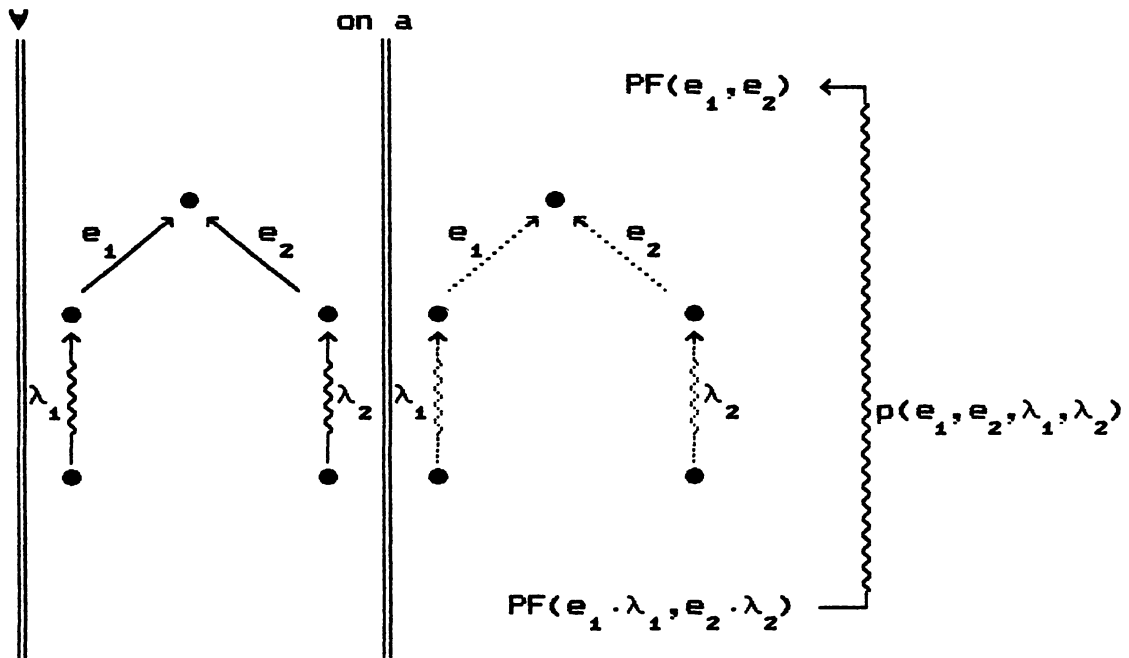 ∀ on a
PF(e₁,e₂)
e₁ e₂ e₁ e₂
λ₁ λ₂ λ₁ λ₂ p(e₁,e₂,λ₁,λ₂)
PF(e₁.λ₁,e₂.λ₂)